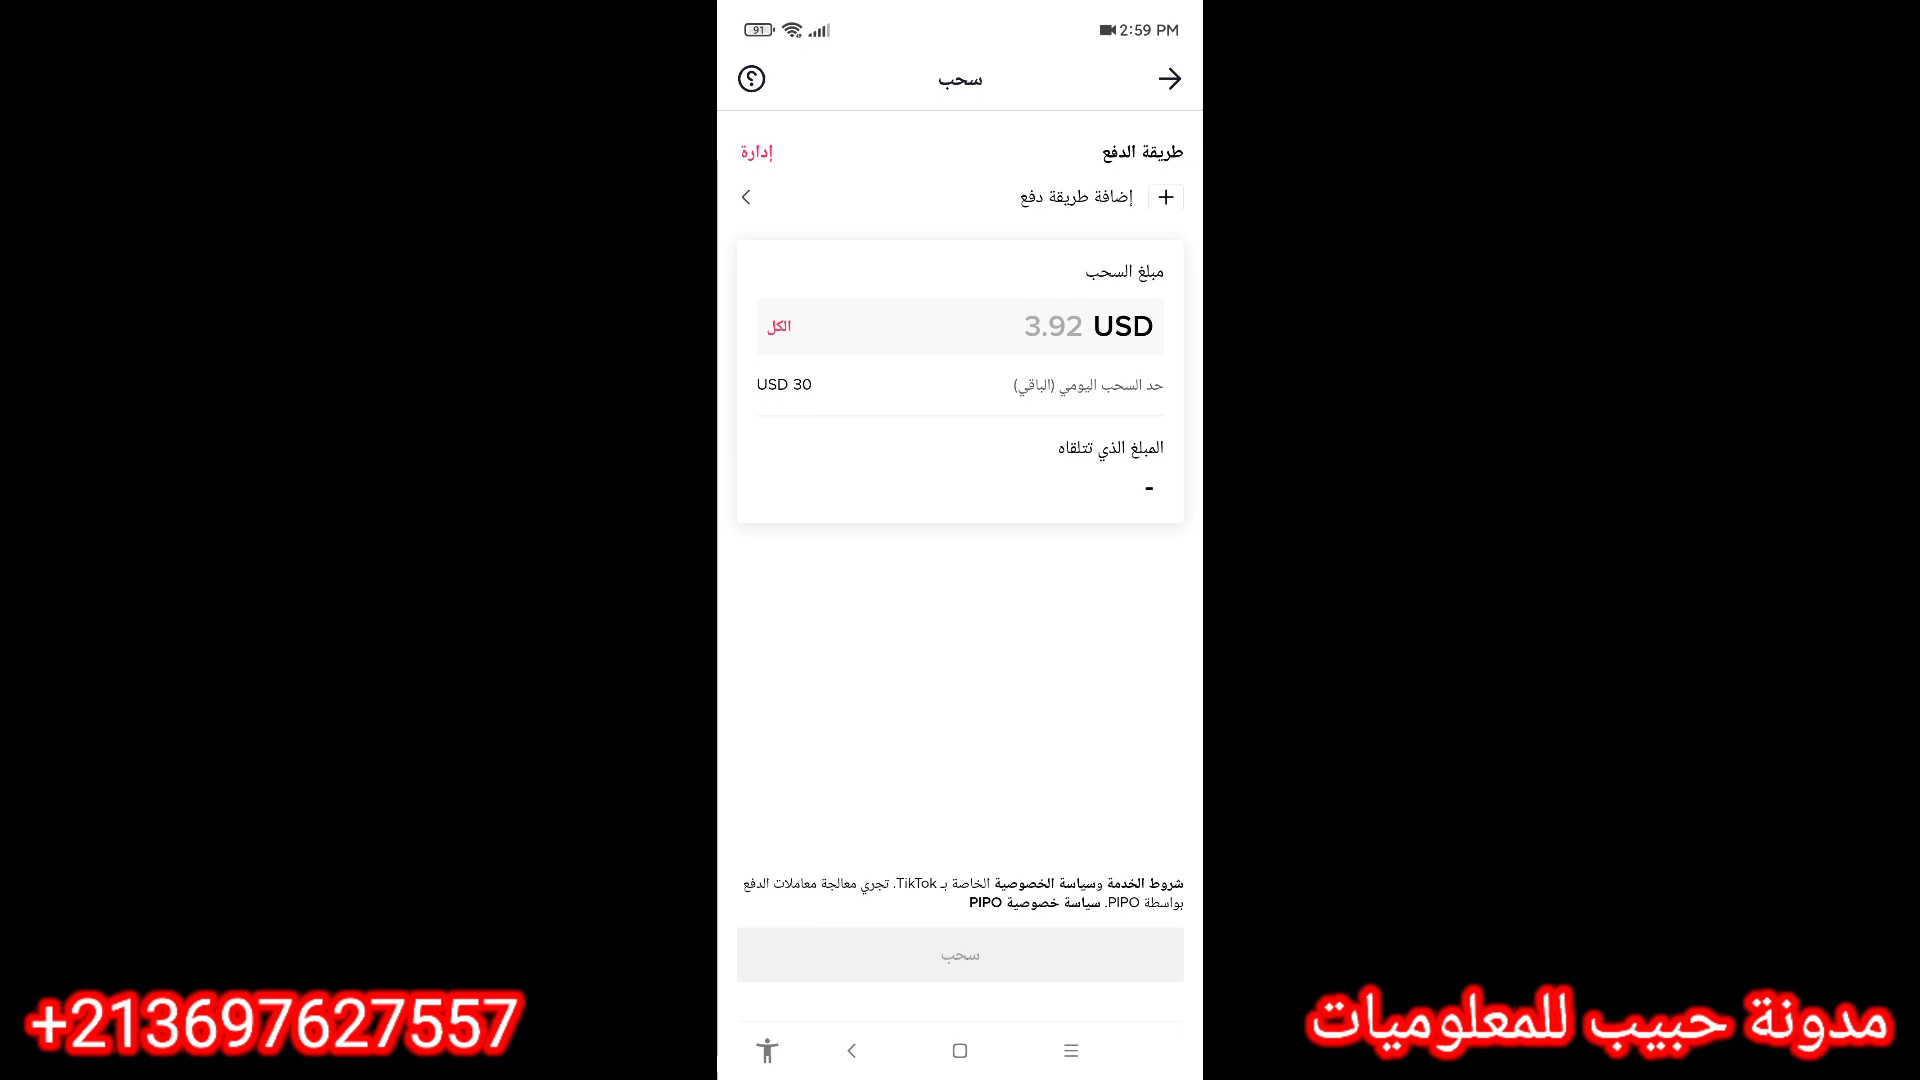 91 2:59 PM
سحب
طريقة الدفع
إدارة
إضافة طريقة دفع
مبلغ السحب
3.92 USD
الكل
حد السحب اليومي (الباقي)
USD 30
المبلغ الذي تتلقاه
-
شروط الخدمة وسياسة الخصوصية الخاصة بـ TikTok. تجري معالجة معاملات الدفع
بواسطة PIPO. سياسة خصوصية PIPO
سحب
مدونة حبيب للمعلوميات
+213697627557